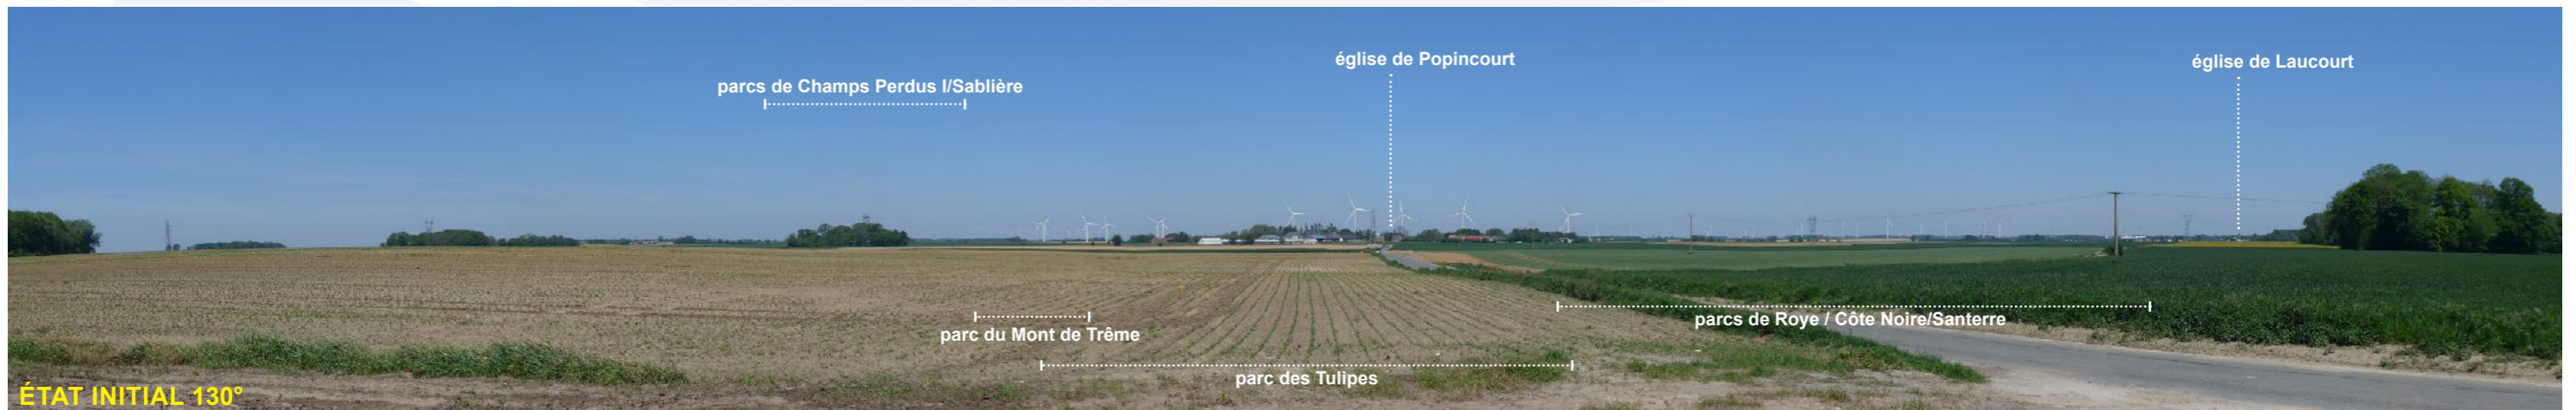 église de Popincourt
église de Laucourt
parcs de Champs Perdus I/Sablière
parcs de Roye / Côte Noire/Santerre
parc du Mont de Trême
parc des Tulipes
ÉTAT INITIAL 130°